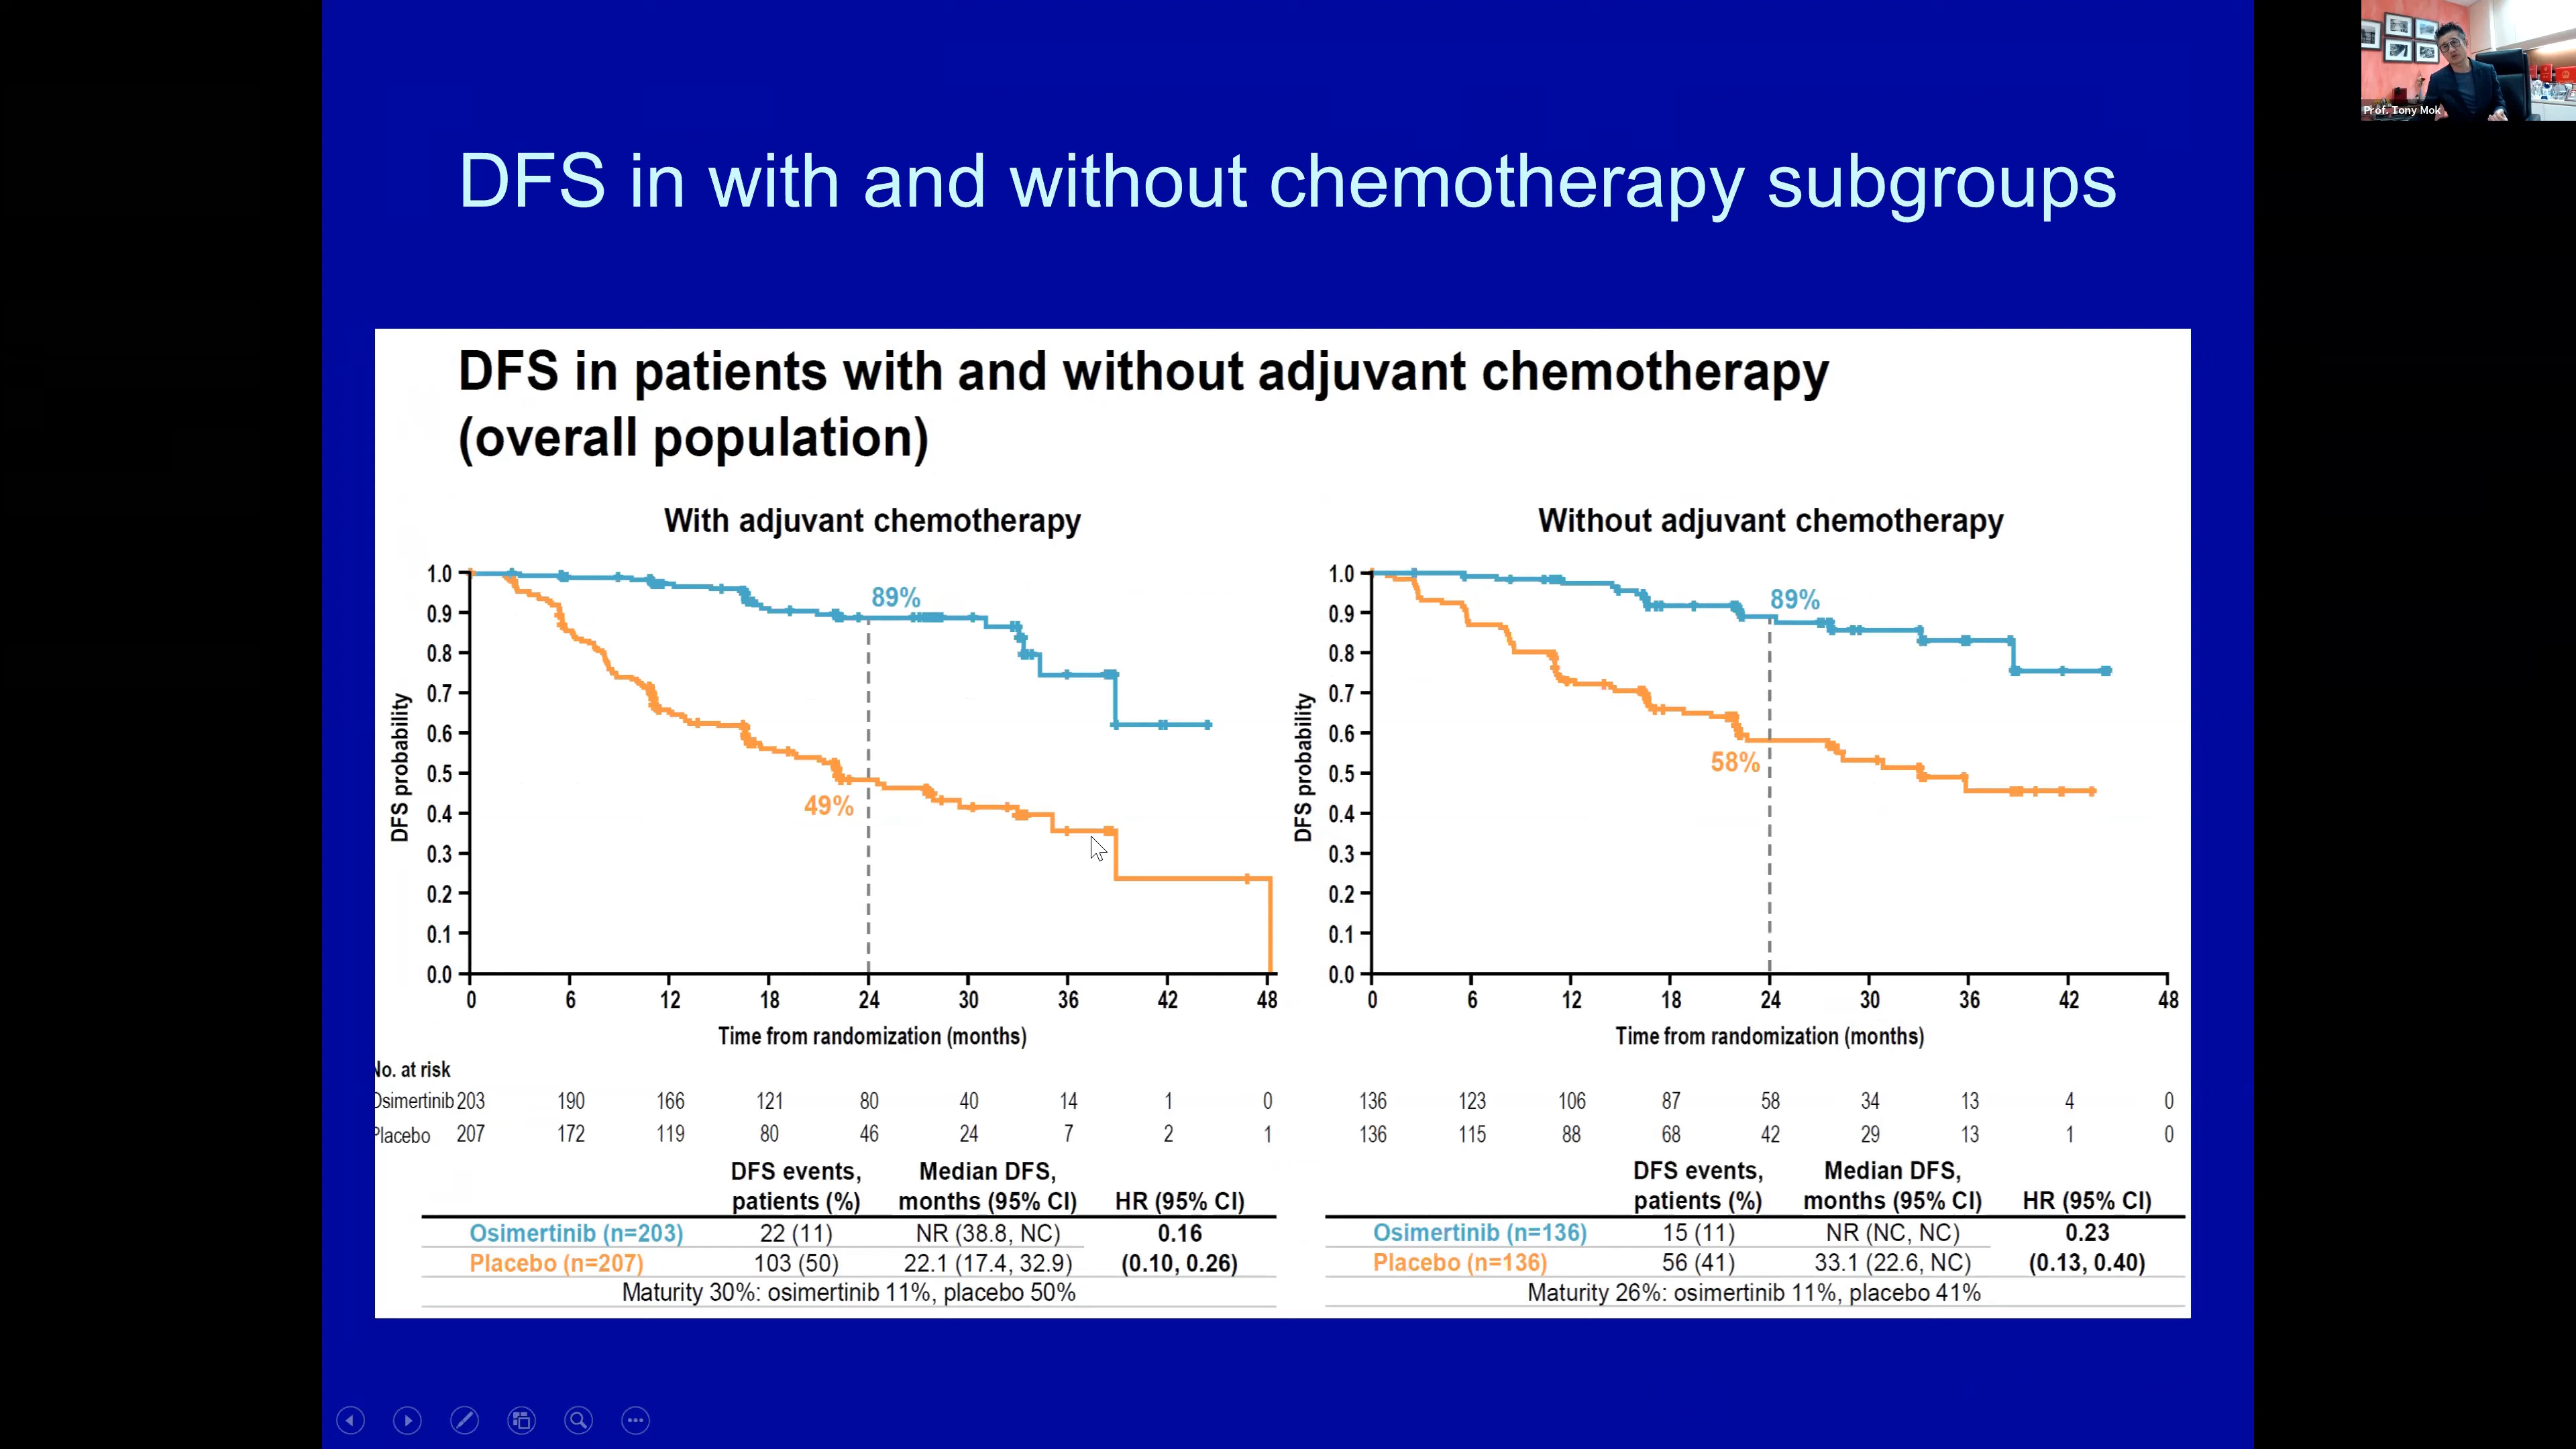 Prof. Tony Mok
DFS in with and without chemotherapy subgroups
DFS in patients with and without adjuvant chemotherapy
(overall population)
With adjuvant chemotherapy
DFS probability
1.0
0.9
0.8
0.7
0.6
0.5
0.4
0.3
0.2
0.1
0.0
89%
49%
0 6 12 18 24 30 36 42 48
Time from randomization (months)
Without adjuvant chemotherapy
DFS probability
1.0
0.9
0.8
0.7
0.6
0.5
0.4
0.3
0.2
0.1
0.0
89%
58%
0 6 12 18 24 30 36 42 48
Time from randomization (months)
No. at risk
Osimertinib 203 190 166 121 80 40 14 1 0
Placebo 207 172 119 80 46 24 7 2 1
136 123 106 87 58 34 13 4 0
136 115 88 68 42 29 13 1 0
DFS events, Median DFS,
patients (%) months (95% CI) HR (95% CI)
Osimertinib (n=203) 22 (11) NR (38.8, NC) 0.16
Placebo (n=207) 103 (50) 22.1 (17.4, 32.9) (0.10, 0.26)
Maturity 30%: osimertinib 11%, placebo 50%
DFS events, Median DFS,
patients (%) months (95% CI) HR (95% CI)
Osimertinib (n=136) 15 (11) NR (NC, NC) 0.23
Placebo (n=136) 56 (41) 33.1 (22.6, NC) (0.13, 0.40)
Maturity 26%: osimertinib 11%, placebo 41%